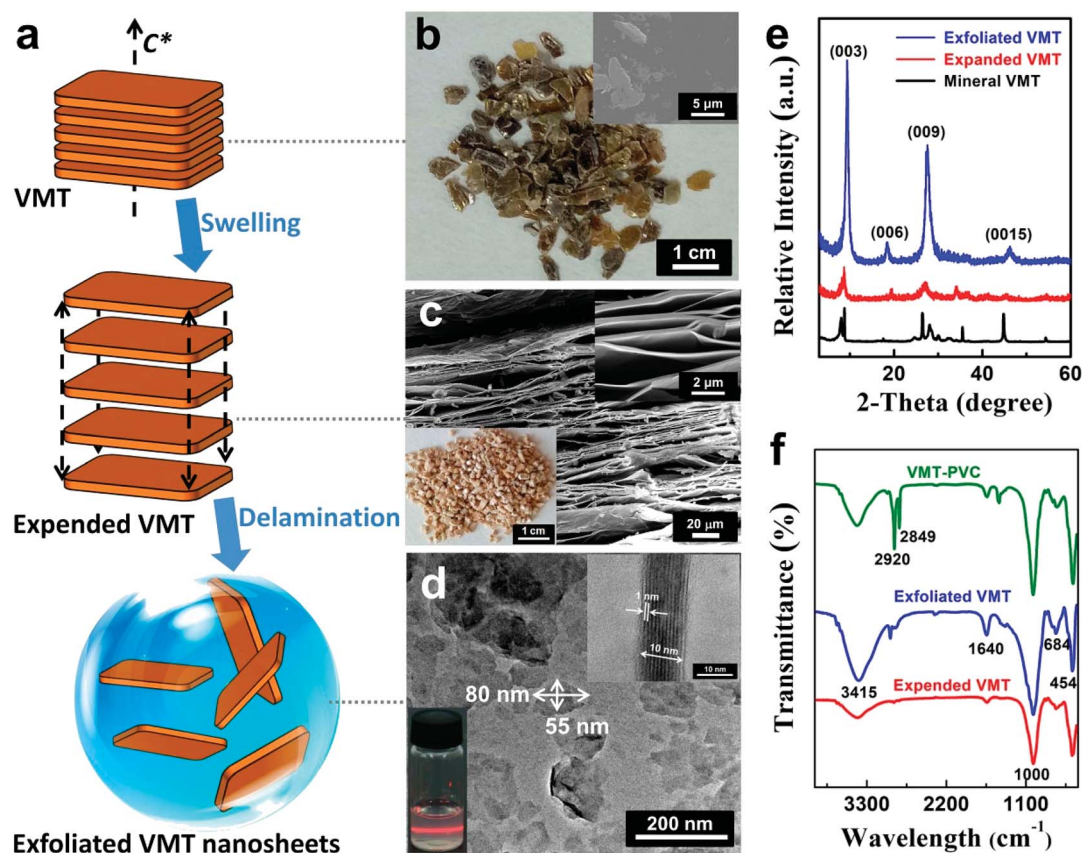 a
C*
VMT
Swelling
Expended VMT
Delamination
Exfoliated VMT nanosheets
b
5 μm
1 cm
c
2 μm
1 cm
20 μm
d
1 nm
10 nm
10 nm
80 nm
55 nm
200 nm
e
Relative Intensity (a.u.)
(003)
(006)
(009)
(0015)
Exfoliated VMT
Expanded VMT
Mineral VMT
20 40 60
2-Theta (degree)
f
Transmittance (%)
VMT-PVC
2849
2920
Exfoliated VMT
1640
684
3415
454
Expended VMT
1000
3300 2200 1100
Wavelength (cm⁻¹)